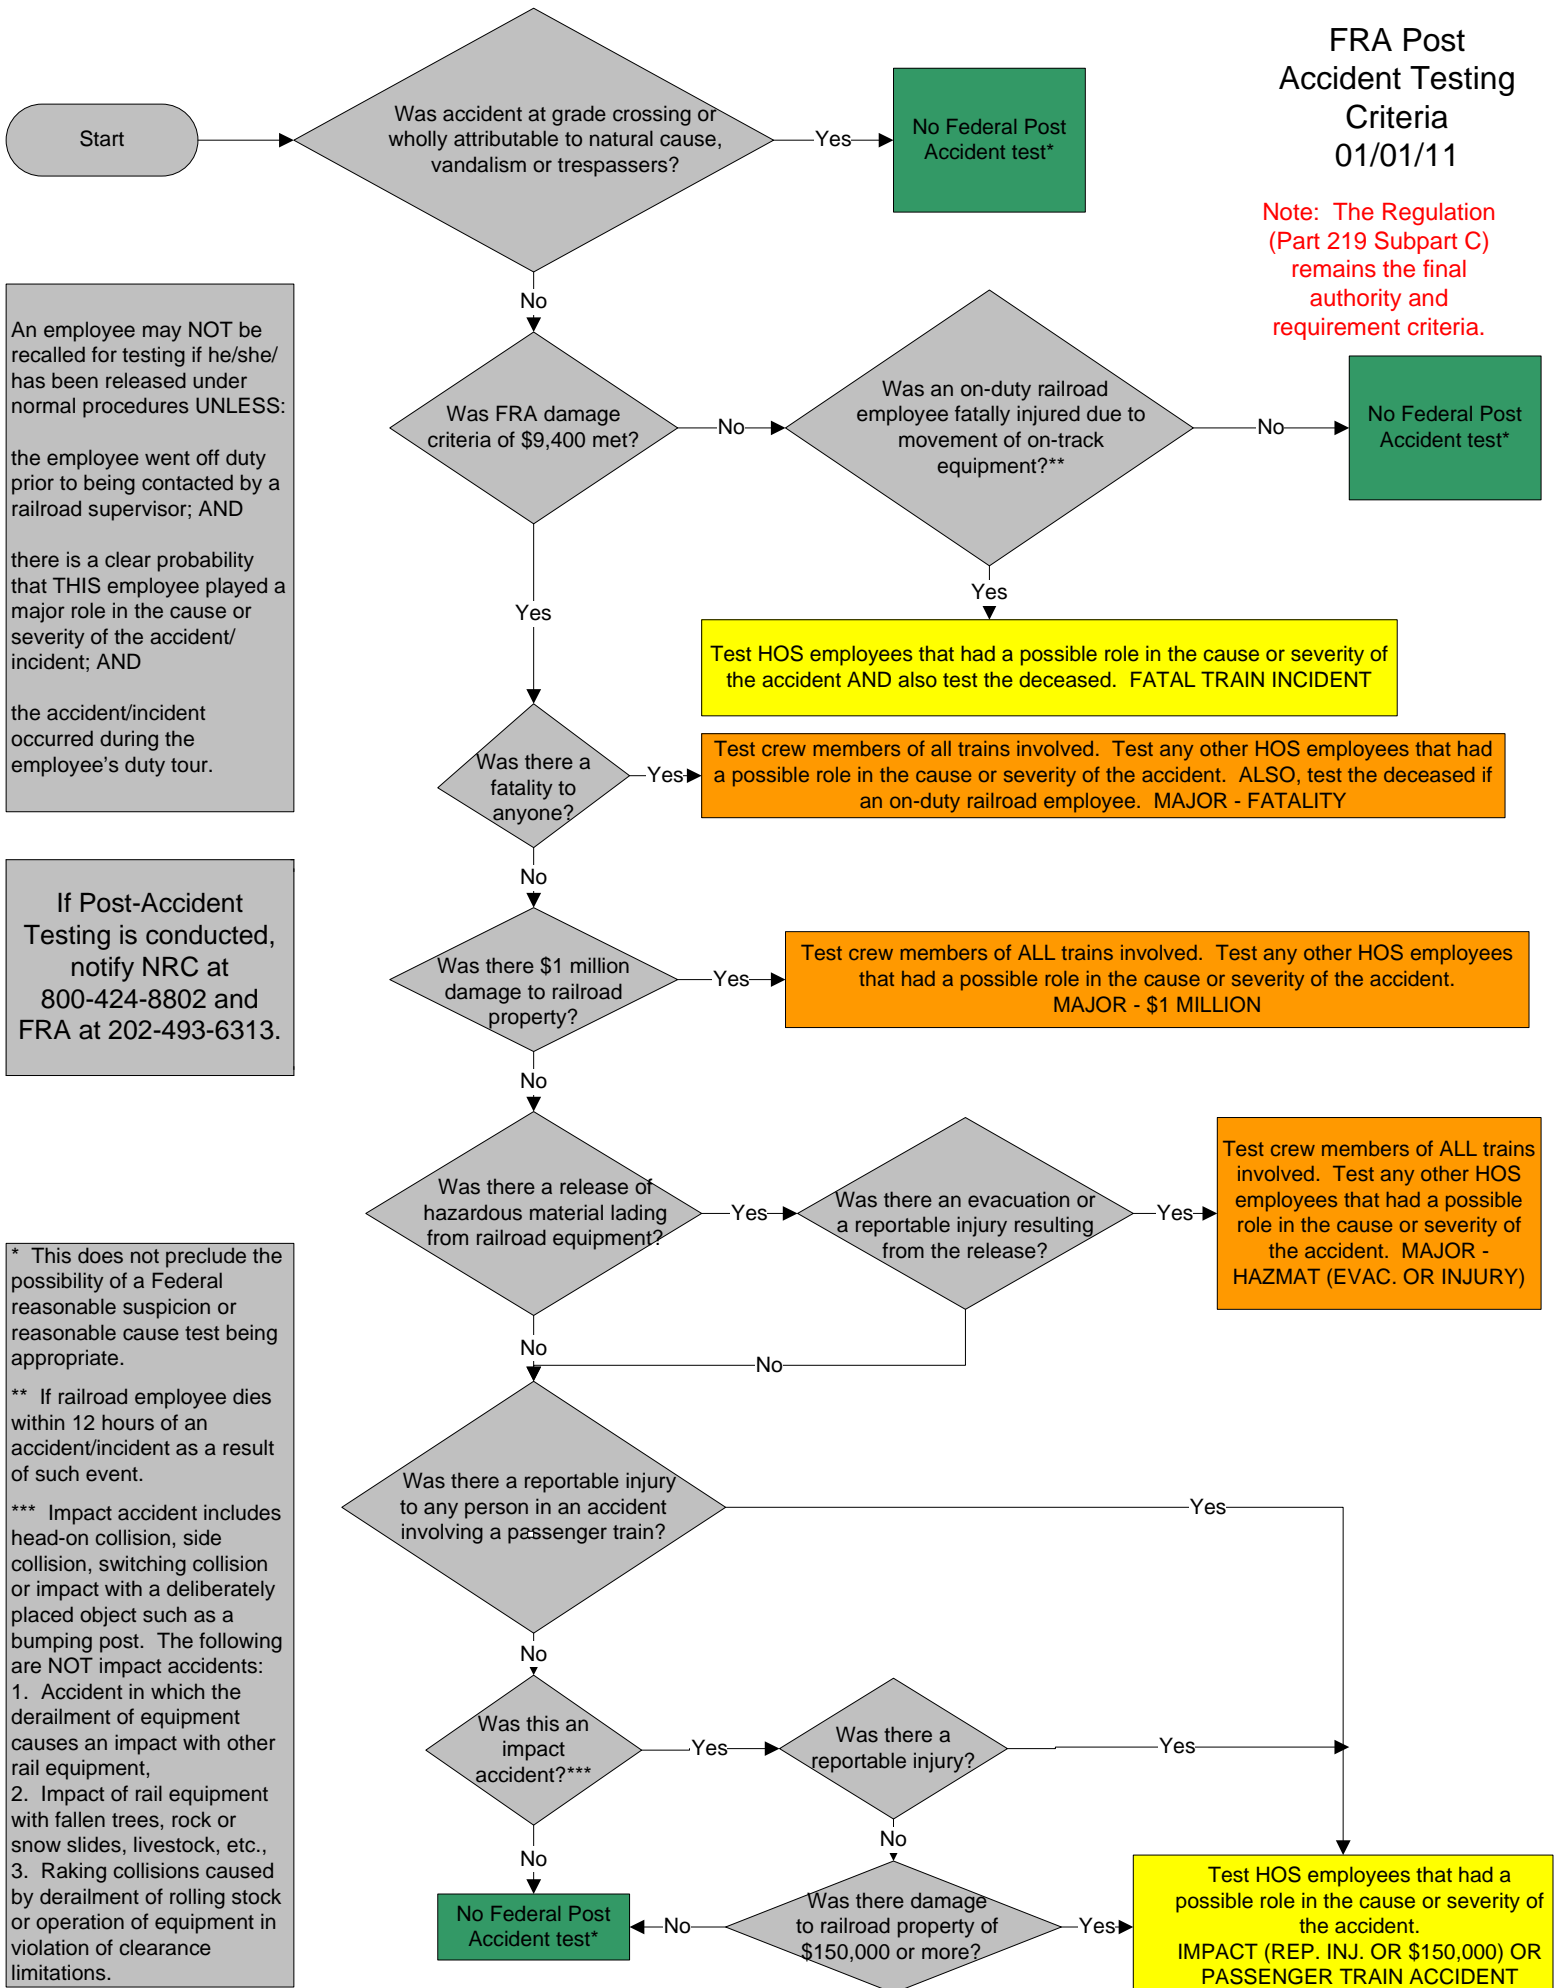 FRA Post
Accident Testing
Criteria
01/01/11
Note: The Regulation
(Part 219 Subpart C)
remains the final
authority and
requirement criteria.
Start
Was accident at grade crossing or
wholly attributable to natural cause,
vandalism or trespassers?
Yes
No Federal Post
Accident test*
No
An employee may NOT be
recalled for testing if he/she/
has been released under
normal procedures UNLESS:
the employee went off duty
prior to being contacted by a
railroad supervisor; AND
there is a clear probability
that THIS employee played a
major role in the cause or
severity of the accident/
incident; AND
the accident/incident
occurred during the
employee's duty tour.
Was FRA damage
criteria of $9,400 met?
No
Was an on-duty railroad
employee fatally injured due to
movement of on-track
equipment?**
No
No Federal Post
Accident test*
Yes
Yes
Test HOS employees that had a possible role in the cause or severity of
the accident AND also test the deceased. FATAL TRAIN INCIDENT
Was there a
fatality to
anyone?
Yes
Test crew members of all trains involved. Test any other HOS employees that had
a possible role in the cause or severity of the accident. ALSO, test the deceased if
an on-duty railroad employee. MAJOR - FATALITY
No
If Post-Accident
Testing is conducted,
notify NRC at
800-424-8802 and
FRA at 202-493-6313.
Was there $1 million
damage to railroad
property?
Yes
Test crew members of ALL trains involved. Test any other HOS employees
that had a possible role in the cause or severity of the accident.
MAJOR - $1 MILLION
No
Was there a release of
hazardous material lading
from railroad equipment?
Yes
Was there an evacuation or
a reportable injury resulting
from the release?
Yes
Test crew members of ALL trains
involved. Test any other HOS
employees that had a possible
role in the cause or severity of
the accident. MAJOR -
HAZMAT (EVAC. OR INJURY)
No
No
* This does not preclude the
possibility of a Federal
reasonable suspicion or
reasonable cause test being
appropriate.
** If railroad employee dies
within 12 hours of an
accident/incident as a result
of such event.
*** Impact accident includes
head-on collision, side
collision, switching collision
or impact with a deliberately
placed object such as a
bumping post. The following
are NOT impact accidents:
1. Accident in which the
derailment of equipment
causes an impact with other
rail equipment,
2. Impact of rail equipment
with fallen trees, rock or
snow slides, livestock, etc.,
3. Raking collisions caused
by derailment of rolling stock
or operation of equipment in
violation of clearance
limitations.
Was there a reportable injury
to any person in an accident
involving a passenger train?
Yes
No
Was this an
impact
accident?***
Yes
Was there a
reportable injury?
Yes
No
No
No Federal Post
Accident test*
No
Was there damage
to railroad property of
$150,000 or more?
Yes
Test HOS employees that had a
possible role in the cause or severity of
the accident.
IMPACT (REP. INJ. OR $150,000) OR
PASSENGER TRAIN ACCIDENT